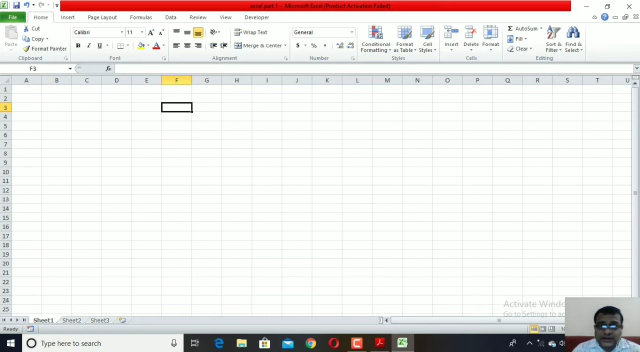 excel part 1 - Microsoft Excel (Product Activation Failed)
File Home Insert Page Layout Formulas Data Review View Developer
Paste Cut Copy Format Painter
Clipboard
Calibri 11
B I U
Font
Wrap Text
Merge & Center
Alignment
General
$ % ,
Number
Conditional Formatting Format as Table Cell Styles
Styles
Insert Delete Format
Cells
AutoSum Fill Clear
Sort & Filter Find & Select
Editing
F3 fx
A B C D E F G H I J K L M N O P Q R S T U
1
2
3
4
5
6
7
8
9
10
11
12
13
14
15
16
17
18
19
20
21
22
23
24
25
Activate Windo
Go to Settings to a
Sheet1 Sheet2 Sheet3
Ready
Type here to search